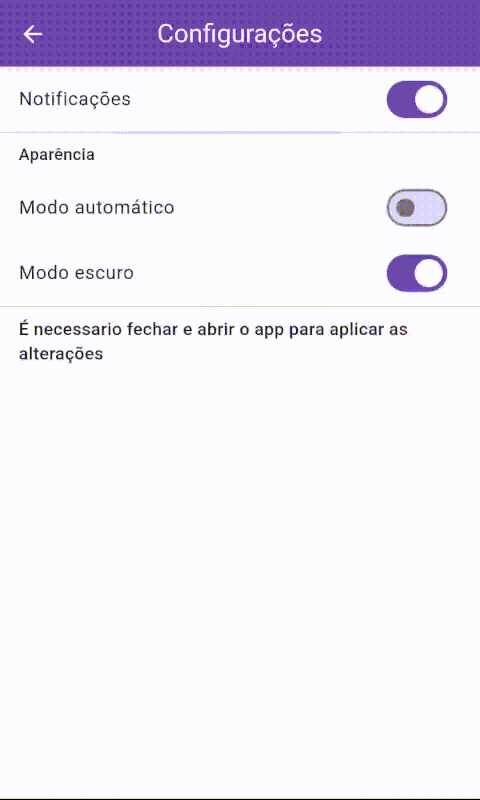 Configurações
Notificações
Aparência
Modo automático
Modo escuro
É necessario fechar e abrir o app para aplicar as
alterações